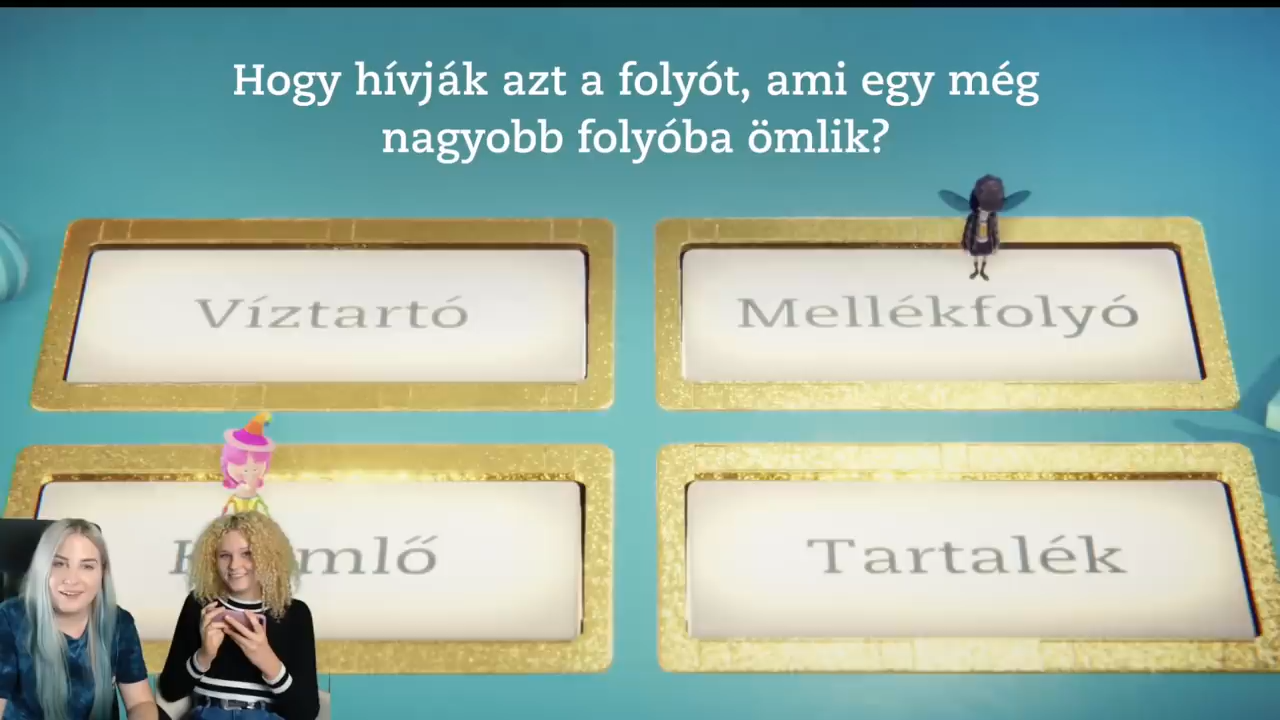 Hogy hívják azt a folyót, ami egy még
nagyobb folyóba ömlik?
Víztartó
Mellékfolyó
Tartalék